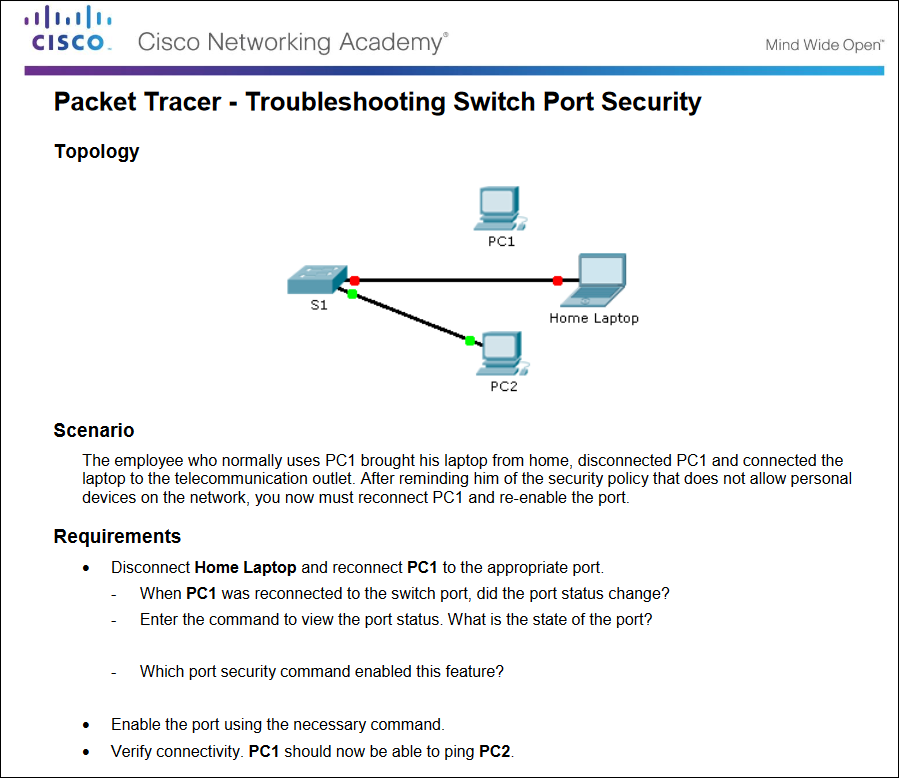 CISCO™ Cisco Networking Academy® Mind Wide Open™
Packet Tracer - Troubleshooting Switch Port Security
Topology
PC1
S1
Home Laptop
PC2
Scenario
The employee who normally uses PC1 brought his laptop from home, disconnected PC1 and connected the
laptop to the telecommunication outlet. After reminding him of the security policy that does not allow personal
devices on the network, you now must reconnect PC1 and re-enable the port.
Requirements
• Disconnect Home Laptop and reconnect PC1 to the appropriate port.
- When PC1 was reconnected to the switch port, did the port status change?
- Enter the command to view the port status. What is the state of the port?
- Which port security command enabled this feature?
• Enable the port using the necessary command.
• Verify connectivity. PC1 should now be able to ping PC2.